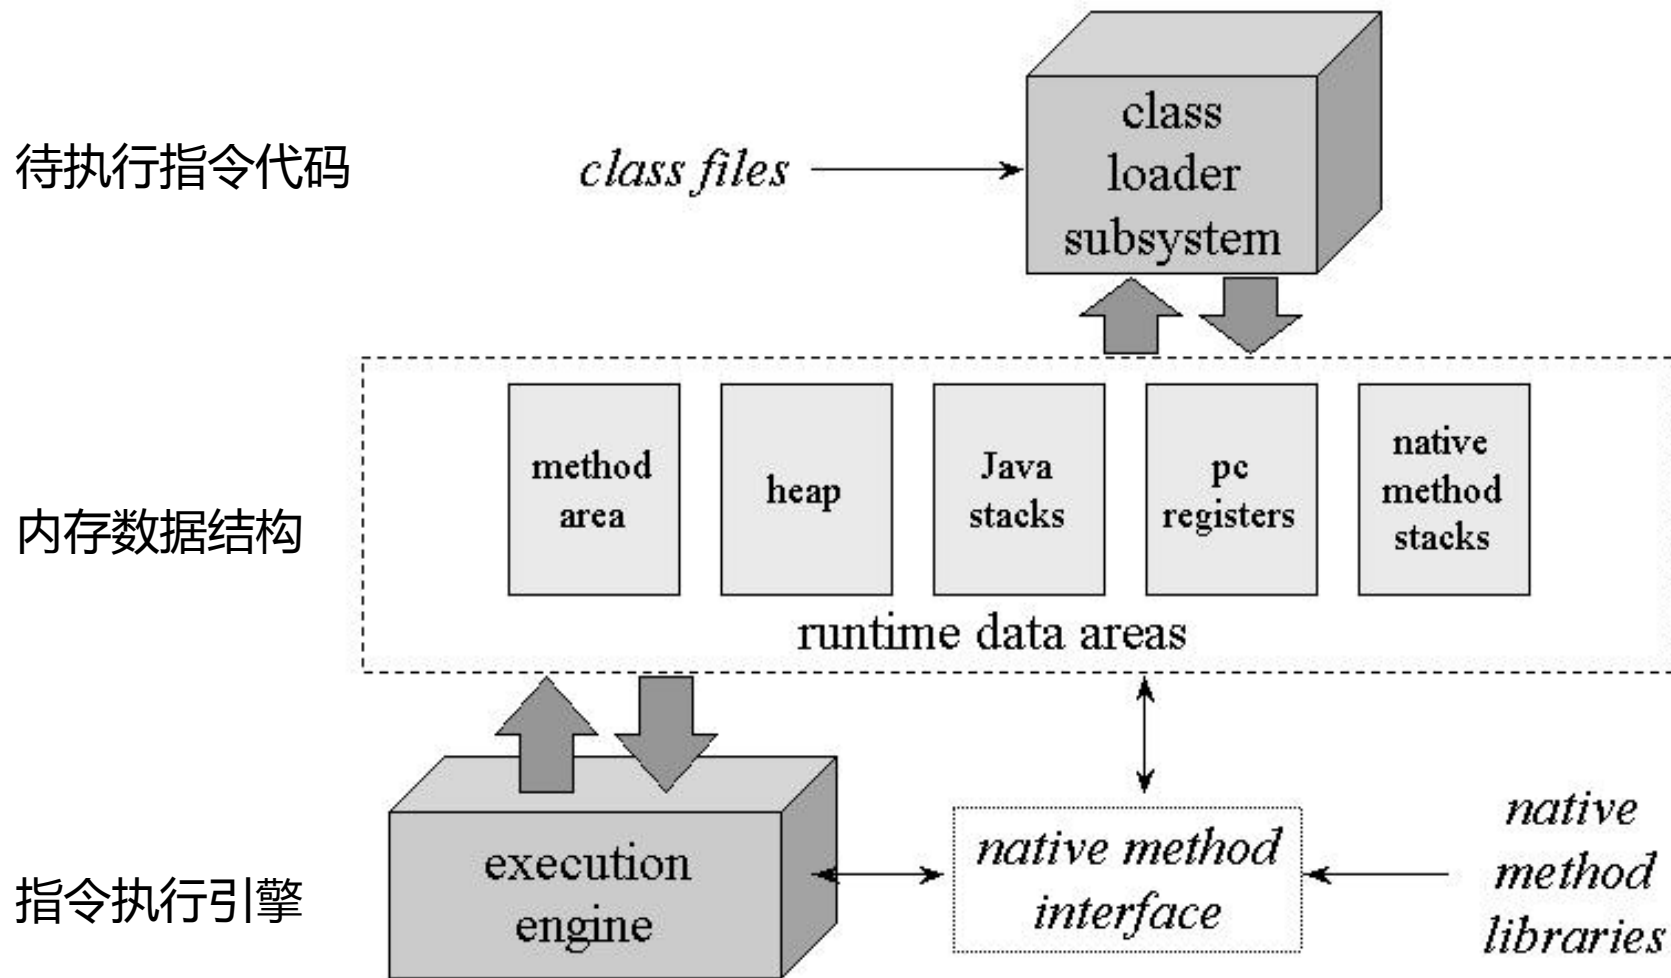 待执行指令代码
class files
class
loader
subsystem
内存数据结构
method
area
heap
Java
stacks
pc
registers
native
method
stacks
runtime data areas
指令执行引擎
execution
engine
native method
interface
native
method
libraries